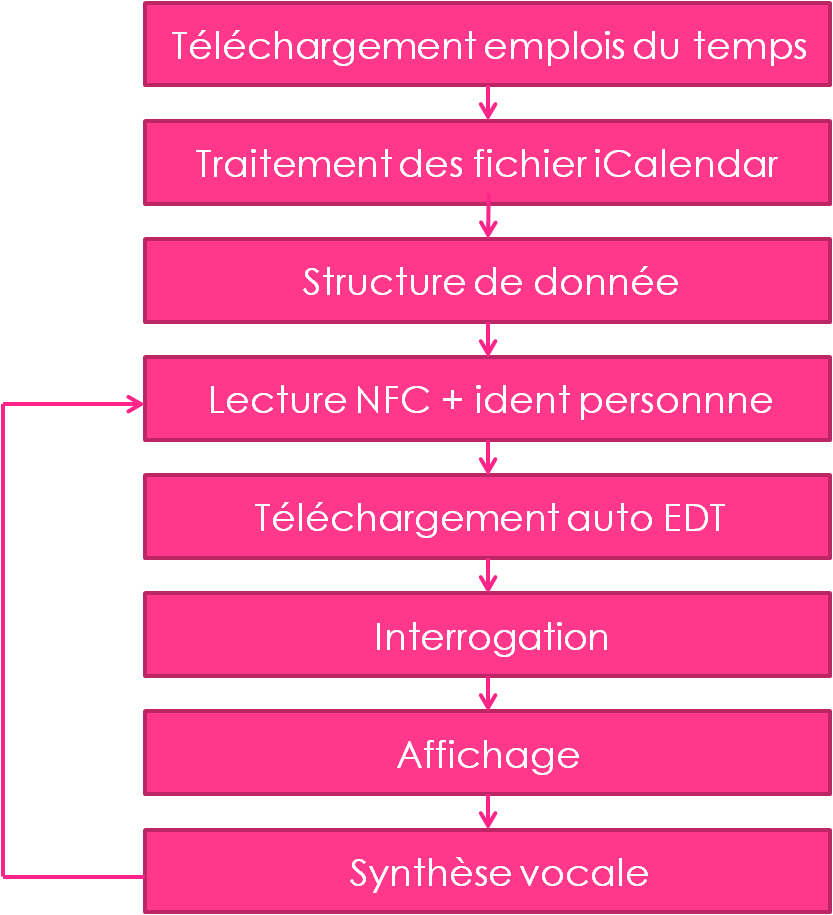 Téléchargement emplois du temps
Traitement des fichier iCalendar
Structure de donnée
Lecture NFC + ident personnne
Téléchargement auto EDT
Interrogation
Affichage
Synthèse vocale